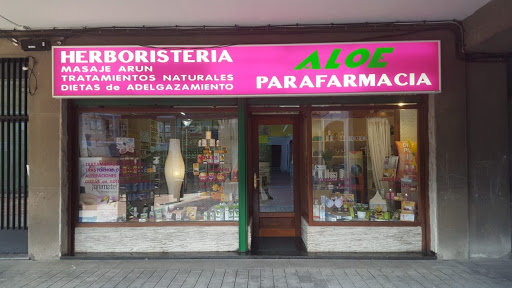 HERBORISTERIA
MASAJE ARUN
TRATAMIENTOS NATURALES
DIETAS de ADELGAZAMIENTO
ALOE
PARAFARMACIA